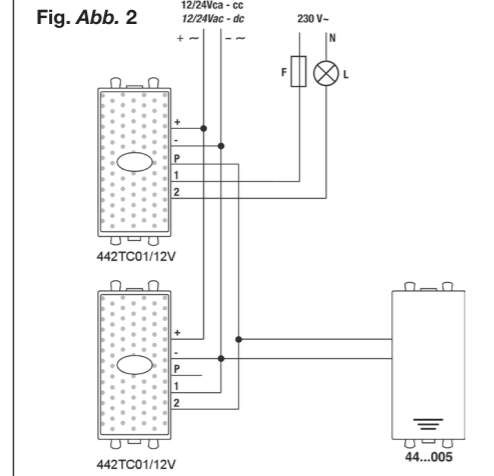 Fig. Abb. 2
12/24Vca - cc
12/24Vac - dc
+ ~ - ~
230 V~
N
F
L
+
-
P
1
2
442TC01/12V
+
-
P
1
2
442TC01/12V
44...005